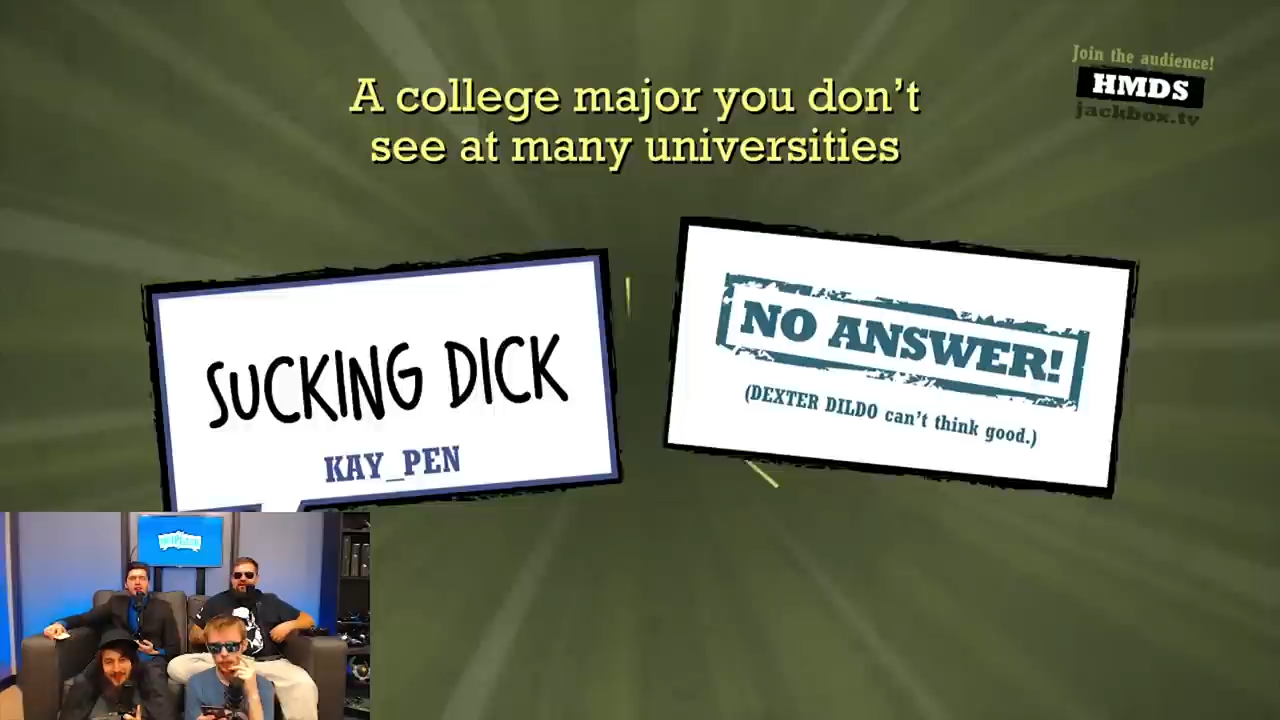 Join the audience!
HMDS
jackbox.tv
A college major you don't
see at many universities
SUCKING DICK
KAY_PEN
NO ANSWER!
(DEXTER DILDO can't think good.)